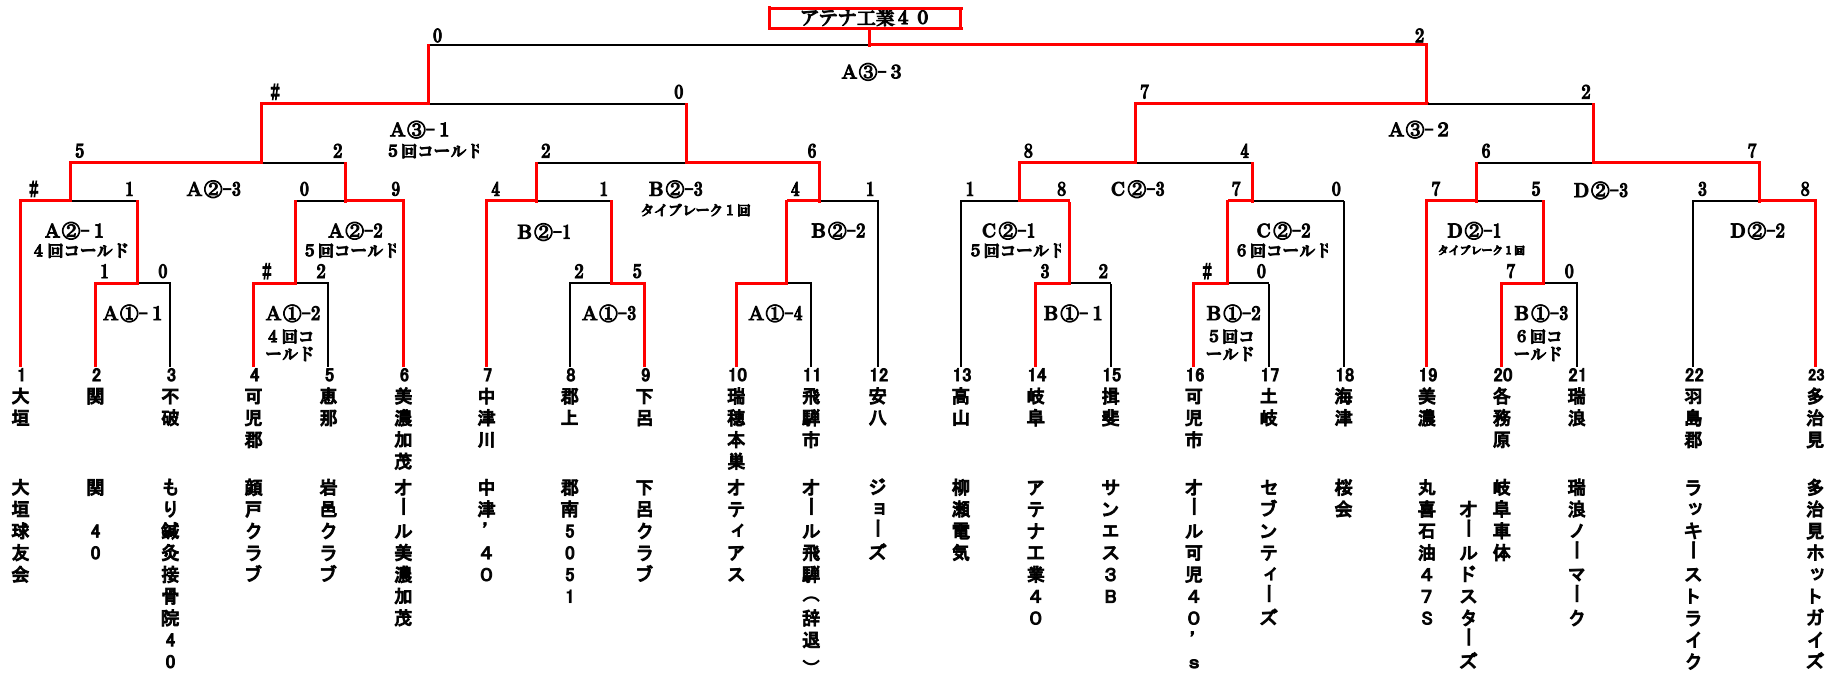 アテナ工業４０
0 2
A③-3
# 0 7 2
A③-1
5回コールド
A③-2
5 2 2 6 8 4 6 7
# 1 A②-3 0 9 4 1 B②-3 4 1 1 8 C②-3 7 0 7 5 D②-3 3 8
タイブレーク１回
A②-1 A②-2 B②-1 B②-2 C②-1 C②-2 D②-1 D②-2
4回コールド 5回コールド 5回コールド 6回コールド タイブレーク１回
1 0 # 2 2 5 3 2 # 0 7 0
A①-1 A①-2 A①-3 A①-4 B①-1 B①-2 B①-3
4回コールド 5回コールド 6回コールド
1 大垣 大垣球友会
2 関 関 40
3 不破 もり鍼灸接骨院40
4 可児郡 顔戸クラブ
5 恵那 岩邑クラブ
6 美濃加茂 オール美濃加茂
7 中津川 中津’40
8 郡上 郡南5051
9 下呂 下呂クラブ
10 瑞穂本巣 オティアス
11 飛騨市 オール飛騨（辞退）
12 安八 ジョーズ
13 高山 柳瀬電気
14 岐阜 アテナ工業40
15 揖斐 サンエス3B
16 可児市 オール可児40’s
17 土岐 セブンティーズ
18 海津 桜会
19 美濃 丸喜石油47S
20 各務原 岐阜車体オールドスターズ
21 瑞浪 瑞浪ノーマーク
22 羽島郡 ラッキーストライク
23 多治見 多治見ホットガイズ